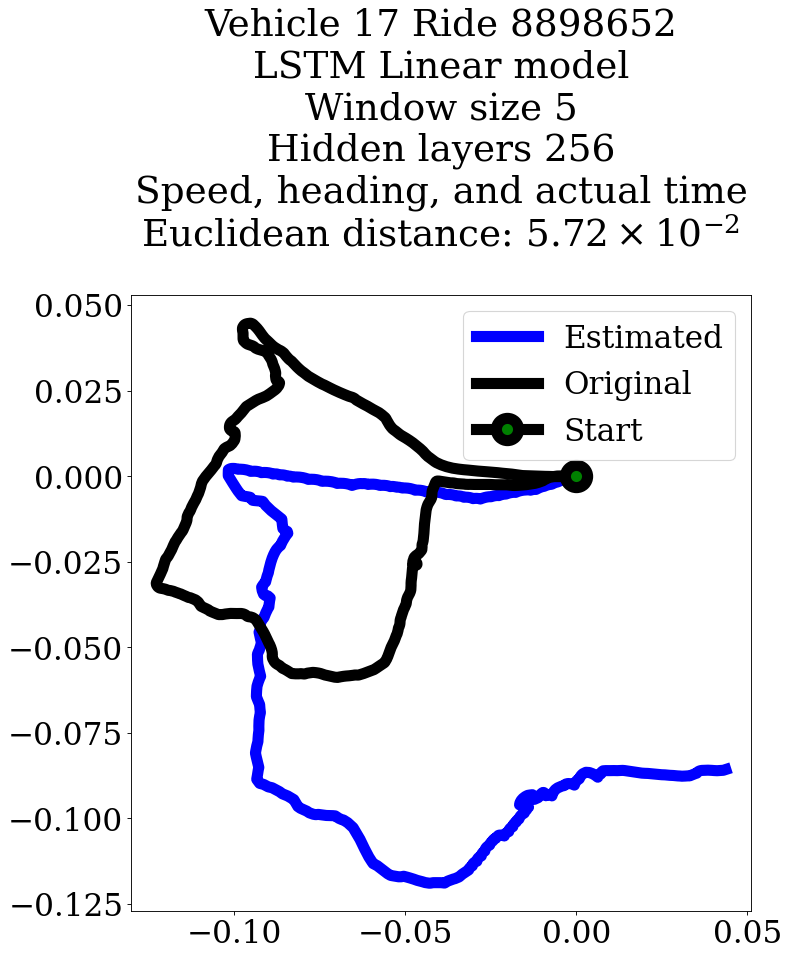 Vehicle 17 Ride 8898652
LSTM Linear model
Window size 5
Hidden layers 256
Speed, heading, and actual time
Euclidean distance: 5.72 × 10⁻²
Estimated
Original
Start
0.050
0.025
0.000
−0.025
−0.050
−0.075
−0.100
−0.125
−0.10
−0.05
0.00
0.05